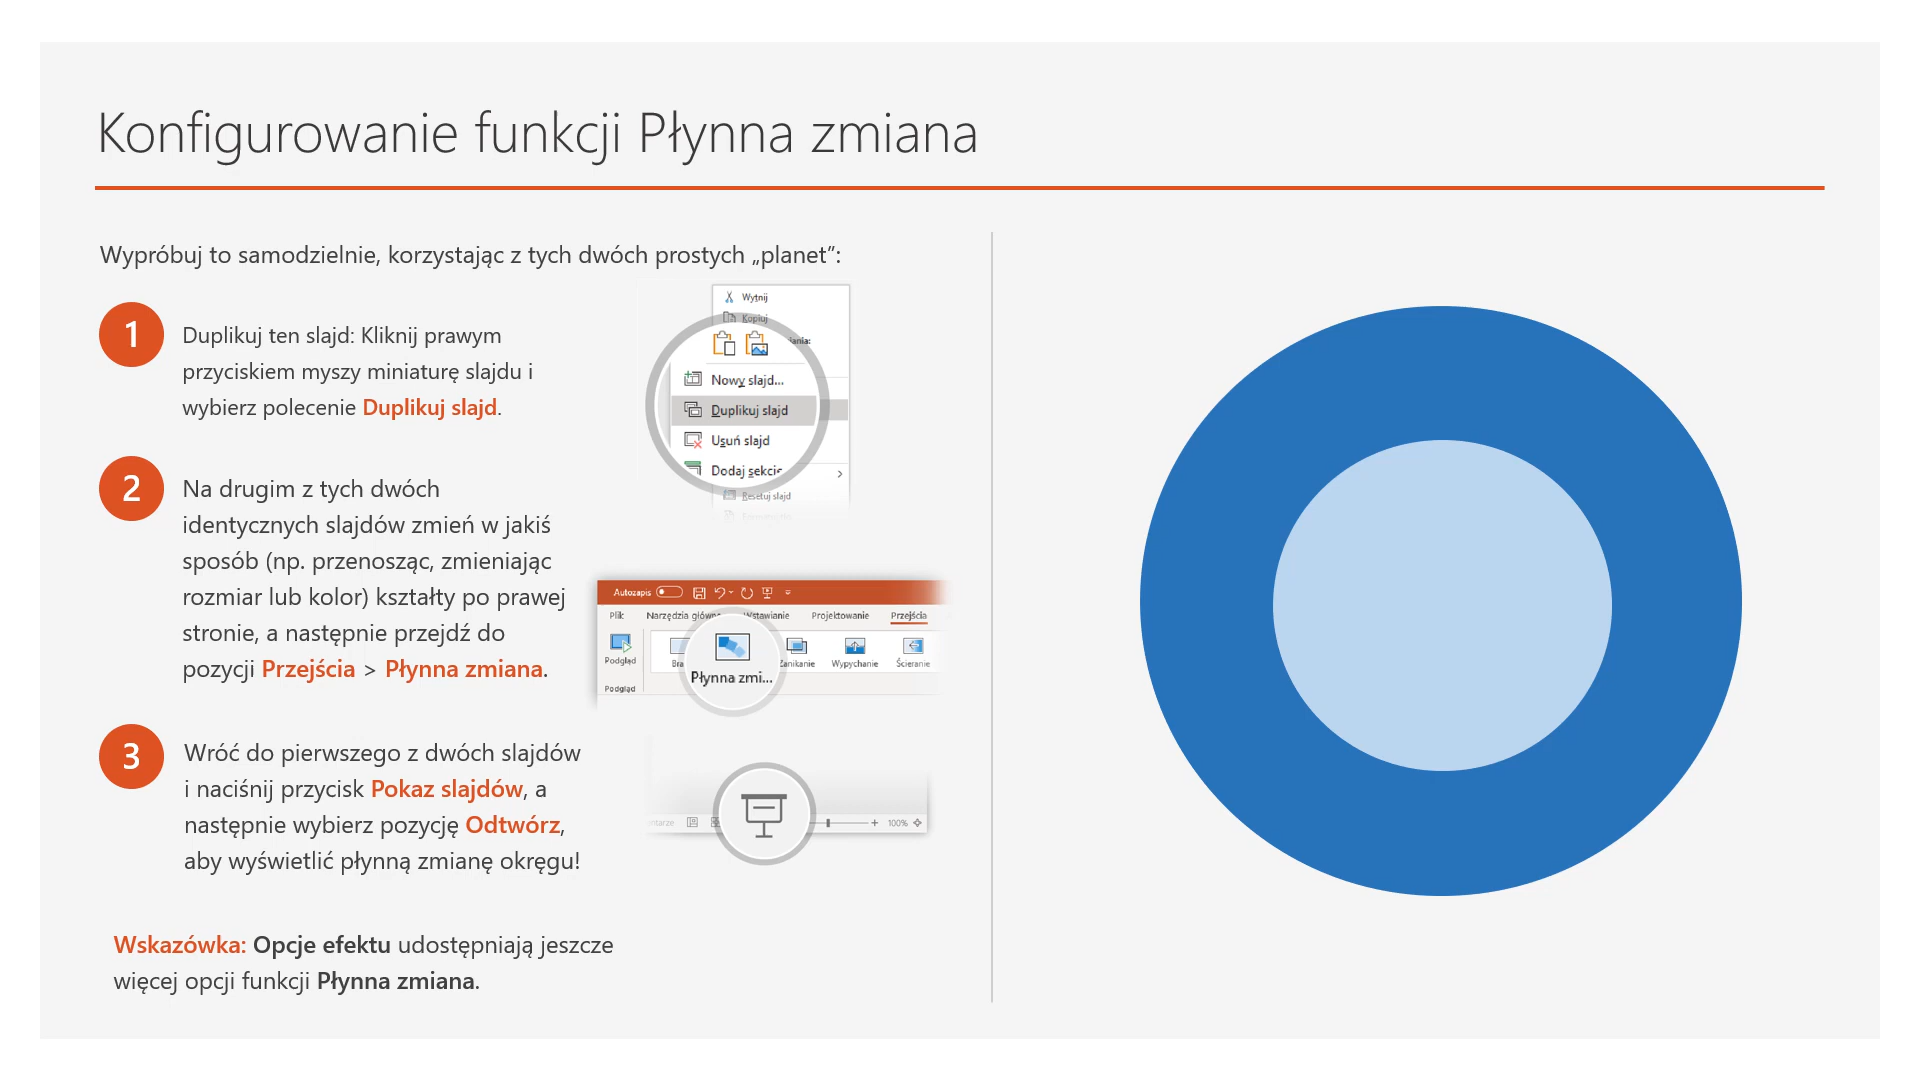 Konfigurowanie funkcji Płynna zmiana
Wypróbuj to samodzielnie, korzystając z tych dwóch prostych „planet”:
1
Duplikuj ten slajd: Kliknij prawym
przyciskiem myszy miniaturę slajdu i
wybierz polecenie Duplikuj slajd.
Wytnij
Kopiuj
Nowy slajd...
Duplikuj slajd
Usuń slajd
Dodaj sekcję
Resetuj slajd
2
Na drugim z tych dwóch
identycznych slajdów zmień w jakiś
sposób (np. przenosząc, zmieniając
rozmiar lub kolor) kształty po prawej
stronie, a następnie przejdź do
pozycji Przejścia > Płynna zmiana.
Autozapis
Plik Narzędzia główne Wstawianie Projektowanie Przejścia
Podgląd Płynna zmi... Zanikanie Wypychanie Ścieranie
Podgląd
3
Wróć do pierwszego z dwóch slajdów
i naciśnij przycisk Pokaz slajdów, a
następnie wybierz pozycję Odtwórz,
aby wyświetlić płynną zmianę okręgu!
100%
Wskazówka: Opcje efektu udostępniają jeszcze
więcej opcji funkcji Płynna zmiana.